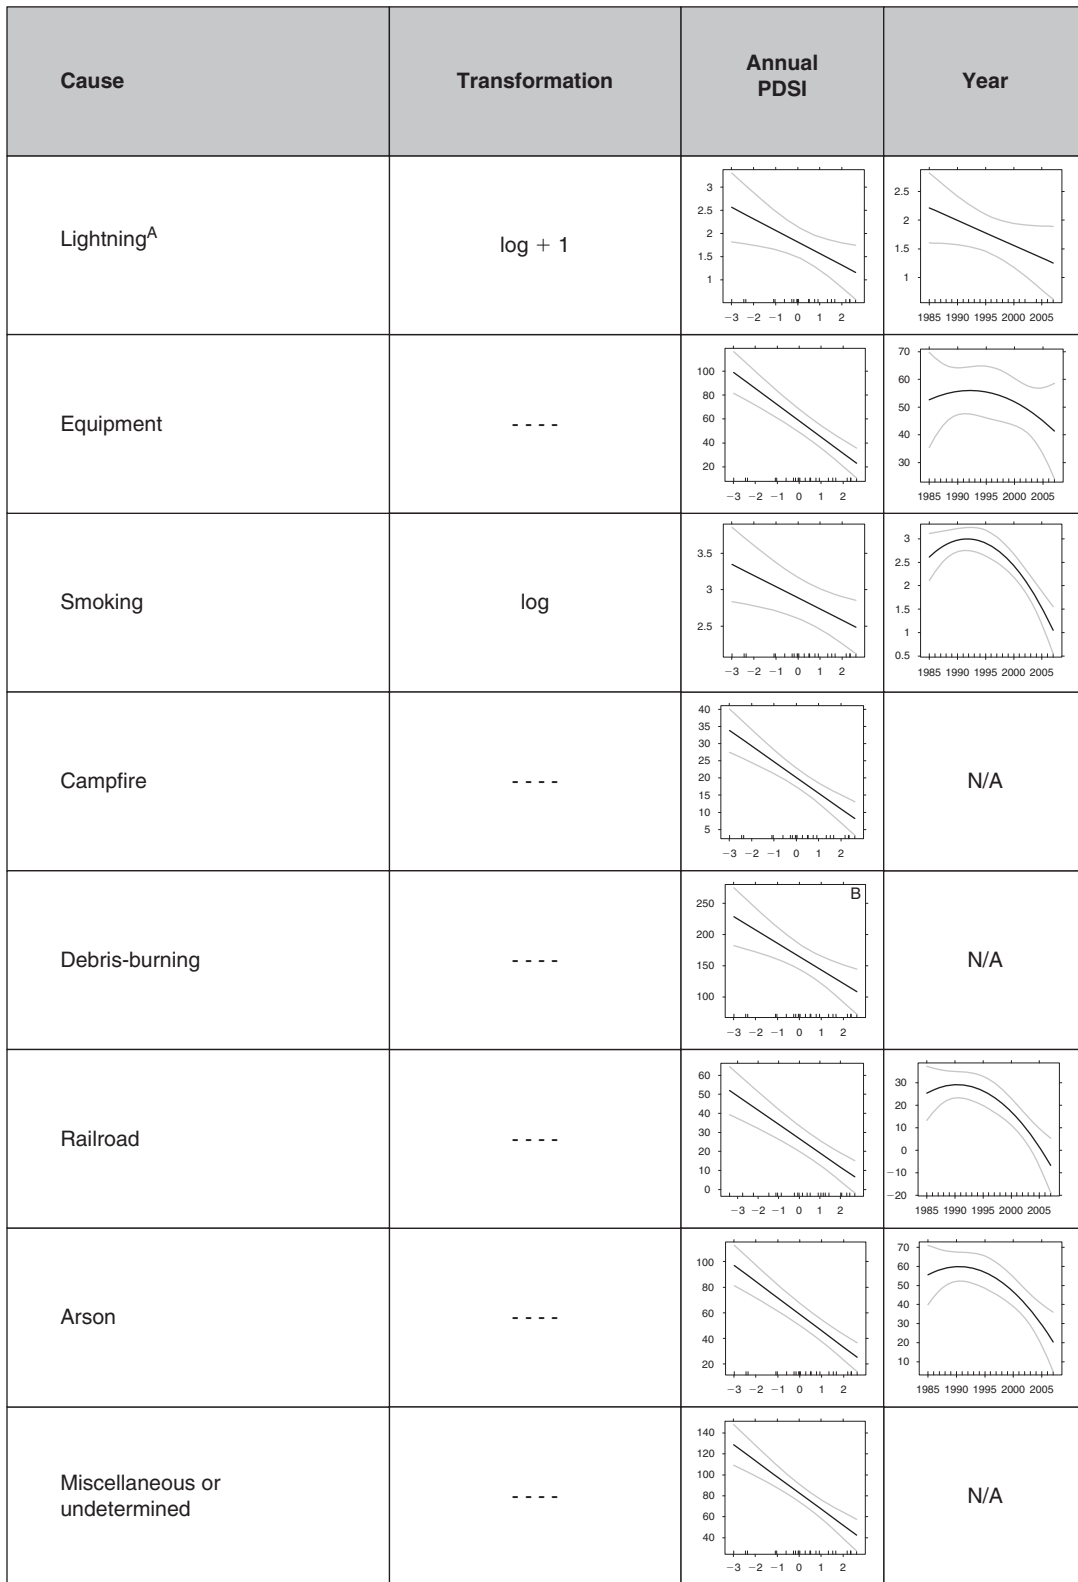 Cause
Transformation
Annual
PDSI
Year
Lightning^A
log + 1
3
2.5
2
1.5
1
−3 −2 −1 0 1 2
2.5
2
1.5
1
1985 1990 1995 2000 2005
Equipment
- - - -
100
80
60
40
20
−3 −2 −1 0 1 2
70
60
50
40
30
1985 1990 1995 2000 2005
Smoking
log
3.5
3
2.5
−3 −2 −1 0 1 2
3
2.5
2
1.5
1
0.5
1985 1990 1995 2000 2005
Campfire
- - - -
40
35
30
25
20
15
10
5
−3 −2 −1 0 1 2
N/A
Debris-burning
- - - -
B
250
200
150
100
−3 −2 −1 0 1 2
N/A
Railroad
- - - -
60
50
40
30
20
10
0
−3 −2 −1 0 1 2
30
20
10
0
−10
−20
1985 1990 1995 2000 2005
Arson
- - - -
100
80
60
40
20
−3 −2 −1 0 1 2
70
60
50
40
30
20
10
1985 1990 1995 2000 2005
Miscellaneous or
undetermined
- - - -
140
120
100
80
60
40
−3 −2 −1 0 1 2
N/A